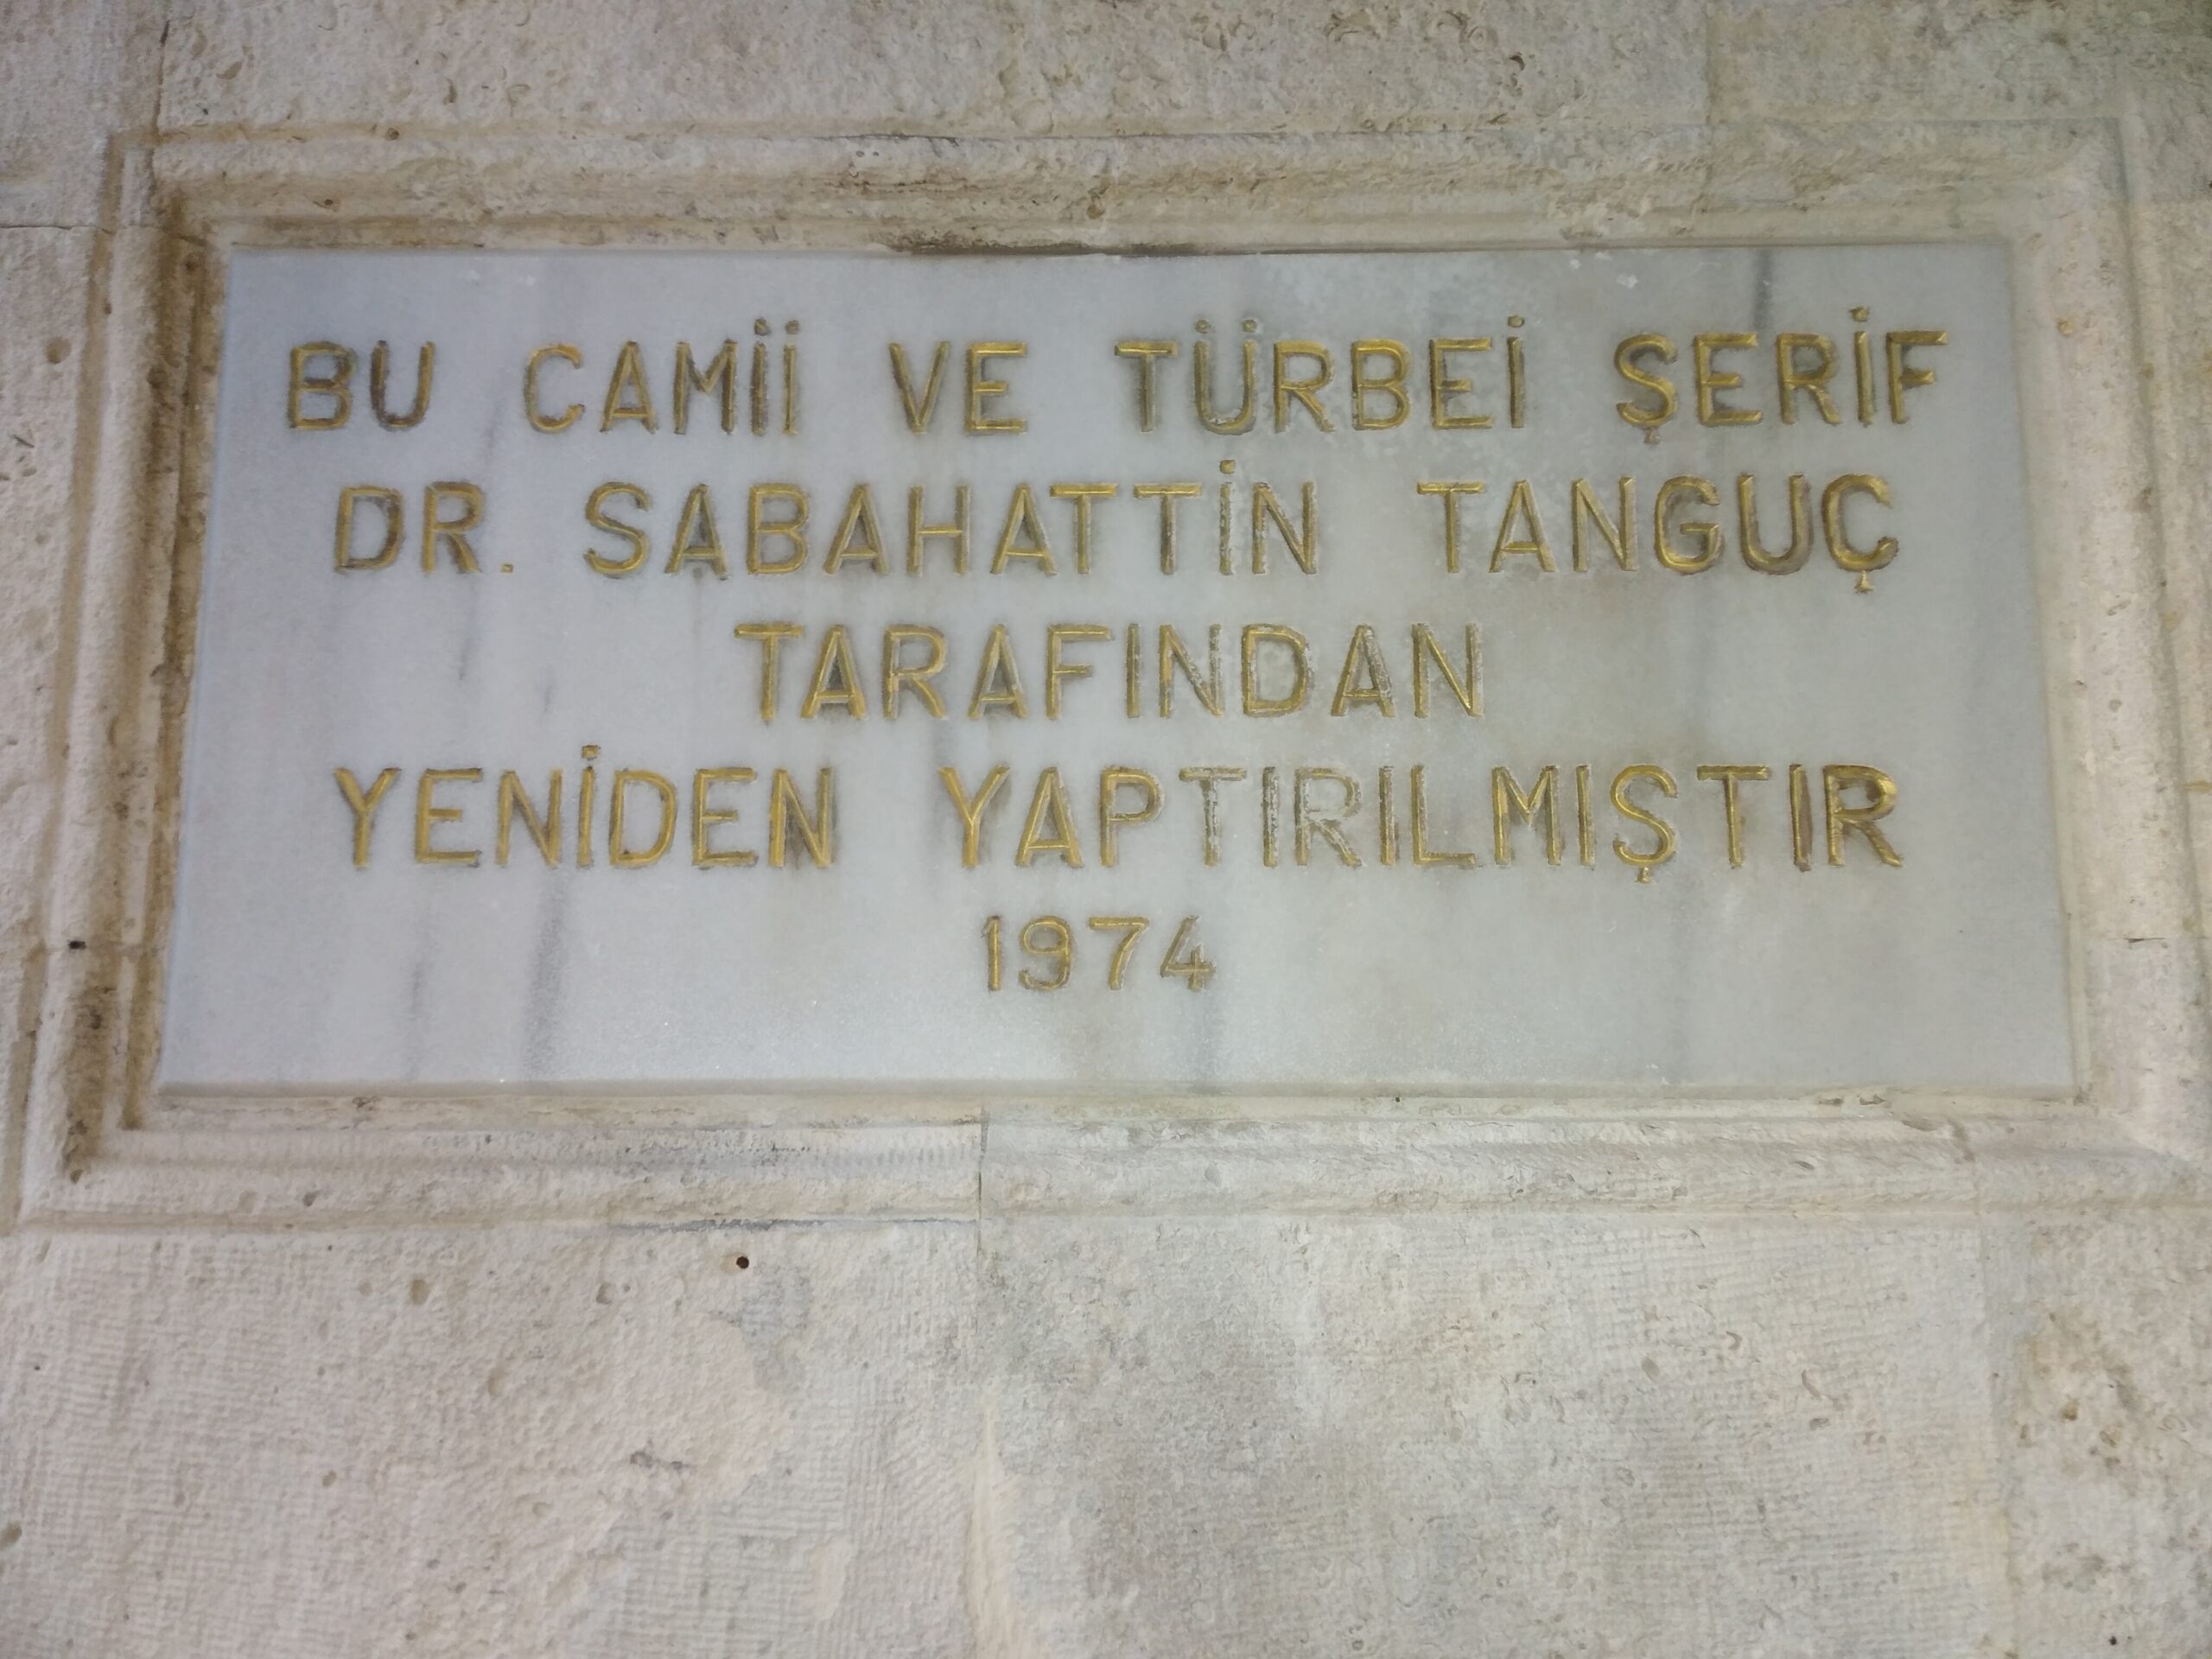 BU CAMİİ VE TÜRBEİ ŞERİF
DR. SABAHATTİN TANGUÇ
TARAFINDAN
YENİDEN YAPTIRILMIŞTIR
1974